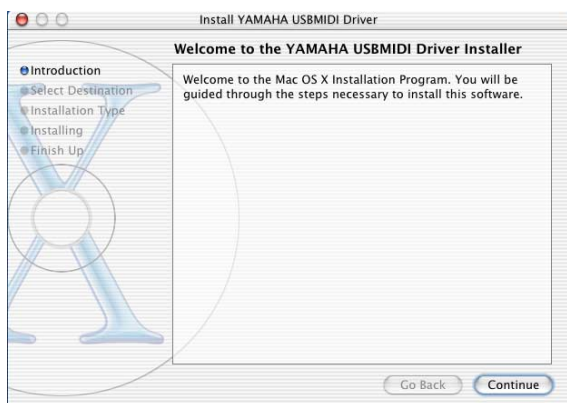 Install YAMAHA USBMIDI Driver
Welcome to the YAMAHA USBMIDI Driver Installer
Introduction
Select Destination
Installation Type
Installing
Finish Up
Welcome to the Mac OS X Installation Program. You will be
guided through the steps necessary to install this software.
Go Back
Continue